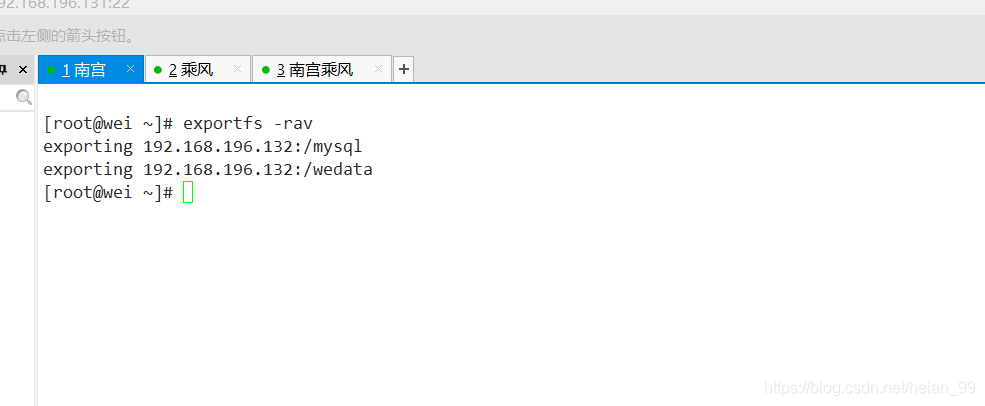 92.168.196.131:22
点击左侧的箭头按钮。
1 南宫 2 乘风 3 南宫乘风
[root@wei ~]# exportfs -rav
exporting 192.168.196.132:/mysql
exporting 192.168.196.132:/wedata
[root@wei ~]#
https://blog.csdn.net/heian_99